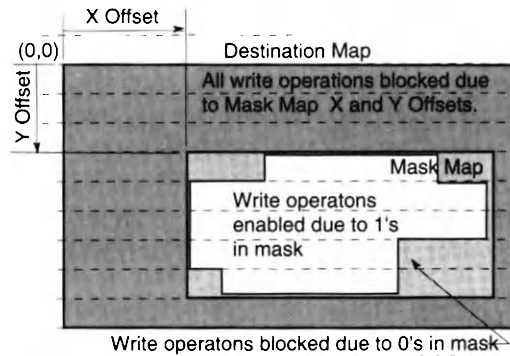 X Offset
(0,0)
Destination Map
Y Offset
All write operations blocked due
to Mask Map X and Y Offsets.
Mask Map
Write operatons
enabled due to 1's
in mask
Write operatons blocked due to 0's in mask